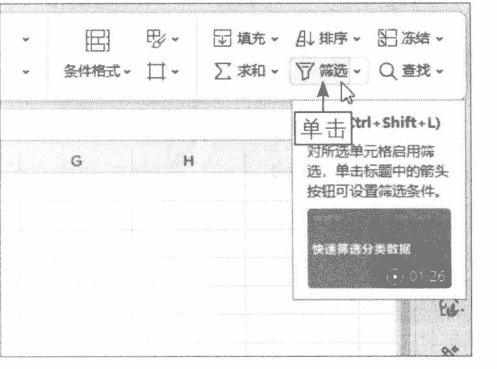 填充 排序 冻结
条件格式 求和 筛选 查找
单击
Ctrl+Shift+L)
对所选单元格启用筛
选，单击标题中的箭头
按钮可设置筛选条件。
快速筛选分类数据
01:26
G H